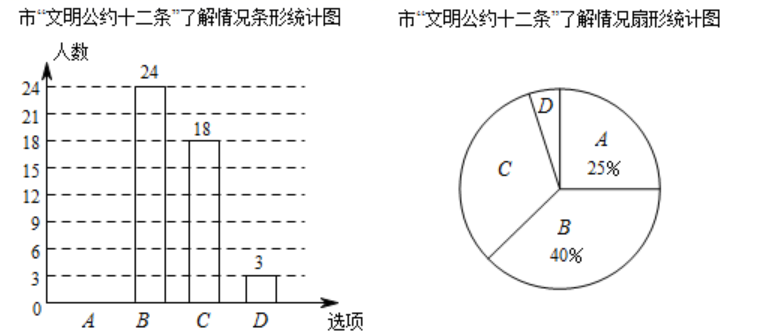 市“文明公约十二条”了解情况条形统计图
人数
24
21
18
15
12
9
6
3
0
24
18
3
A B C D
选项
市“文明公约十二条”了解情况扇形统计图
D
A
25%
C
B
40%